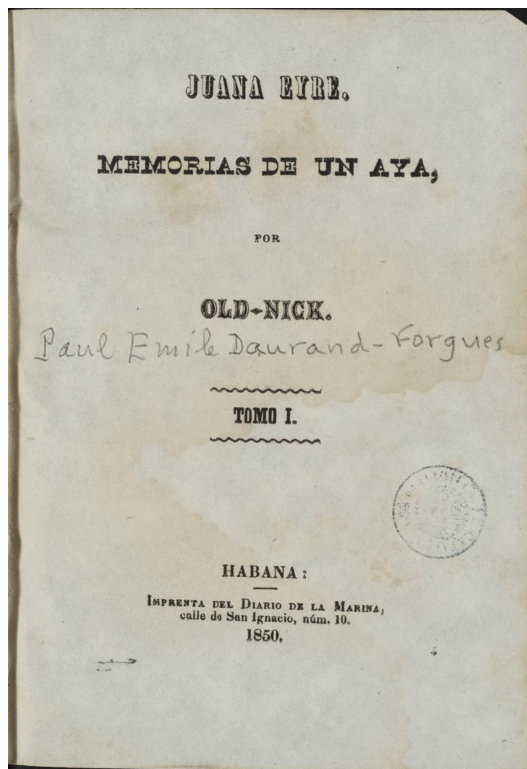 JUANA EYRE.
MEMORIAS DE UN AYA,
POR
OLD-NICK.
Paul Emile Daurand-Forgues
TOMO I.
HABANA:
IMPRENTA DEL DIARIO DE LA MARINA,
calle de San Ignacio, núm. 10.
1850.